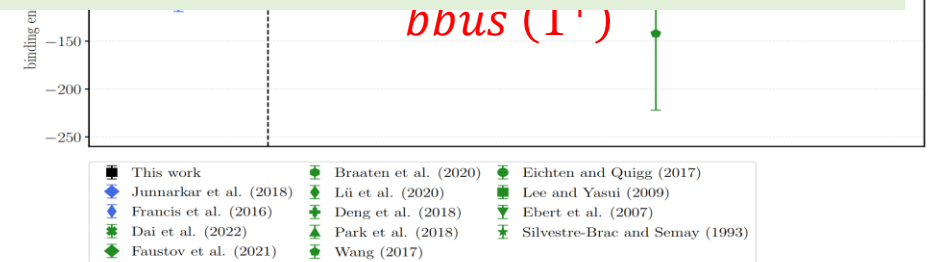 bbus (1⁺)
binding en
−150
−200
−250
This work
Junnarkar et al. (2018)
Francis et al. (2016)
Dai et al. (2022)
Faustov et al. (2021)
Braaten et al. (2020)
Lü et al. (2020)
Deng et al. (2018)
Park et al. (2018)
Wang (2017)
Eichten and Quigg (2017)
Lee and Yasui (2009)
Ebert et al. (2007)
Silvestre-Brac and Semay (1993)